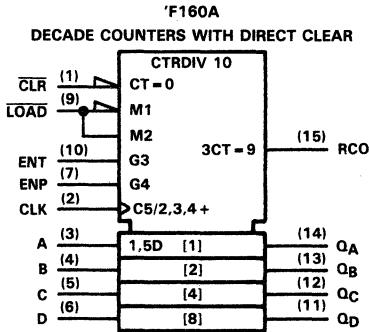 'F160A
DECADE COUNTERS WITH DIRECT CLEAR
CTRDIV 10
CLR (1) CT=0
LOAD (9) M1
M2
3CT=9 (15) RCO
ENT (10) G3
ENP (7) G4
CLK (2) C5/2,3,4+
A (3) 1,5D [1] (14) QA
B (4) [2] (13) QB
C (5) [4] (12) QC
D (6) [8] (11) QD